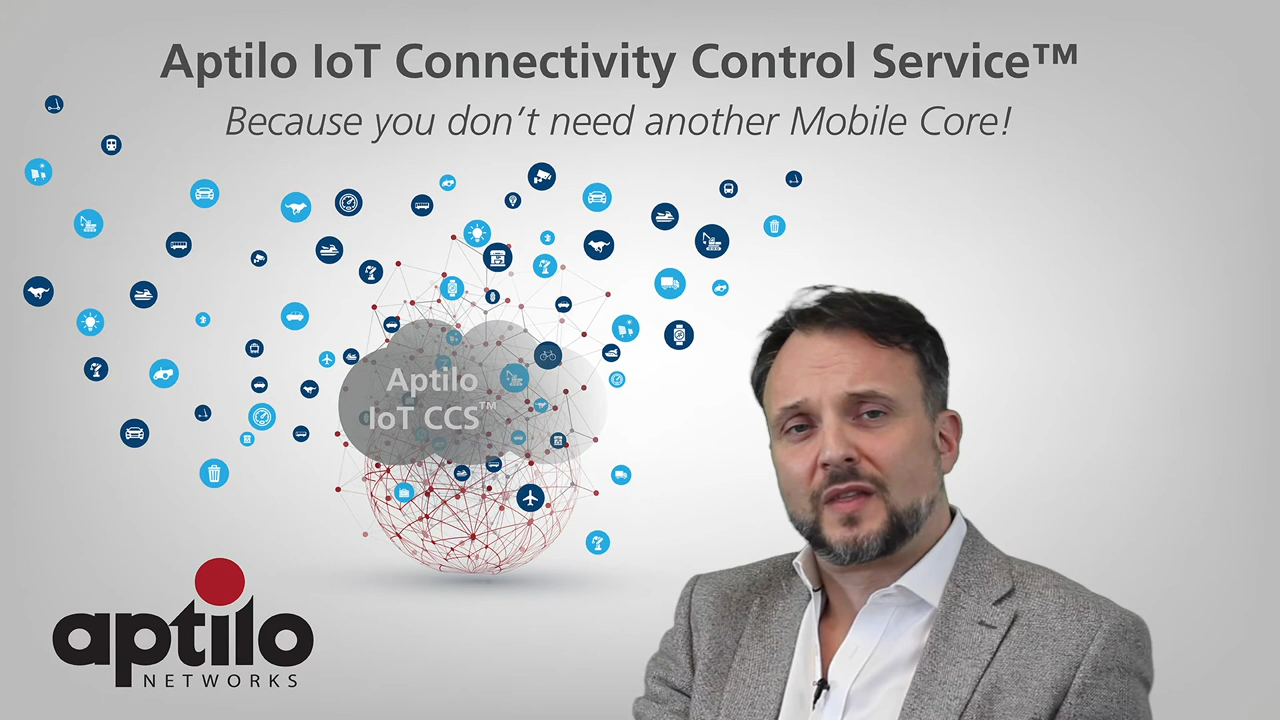 Aptilo IoT Connectivity Control Service™
Because you don't need another Mobile Core!
Aptilo
IoT CCS™
aptilo
NETWORKS